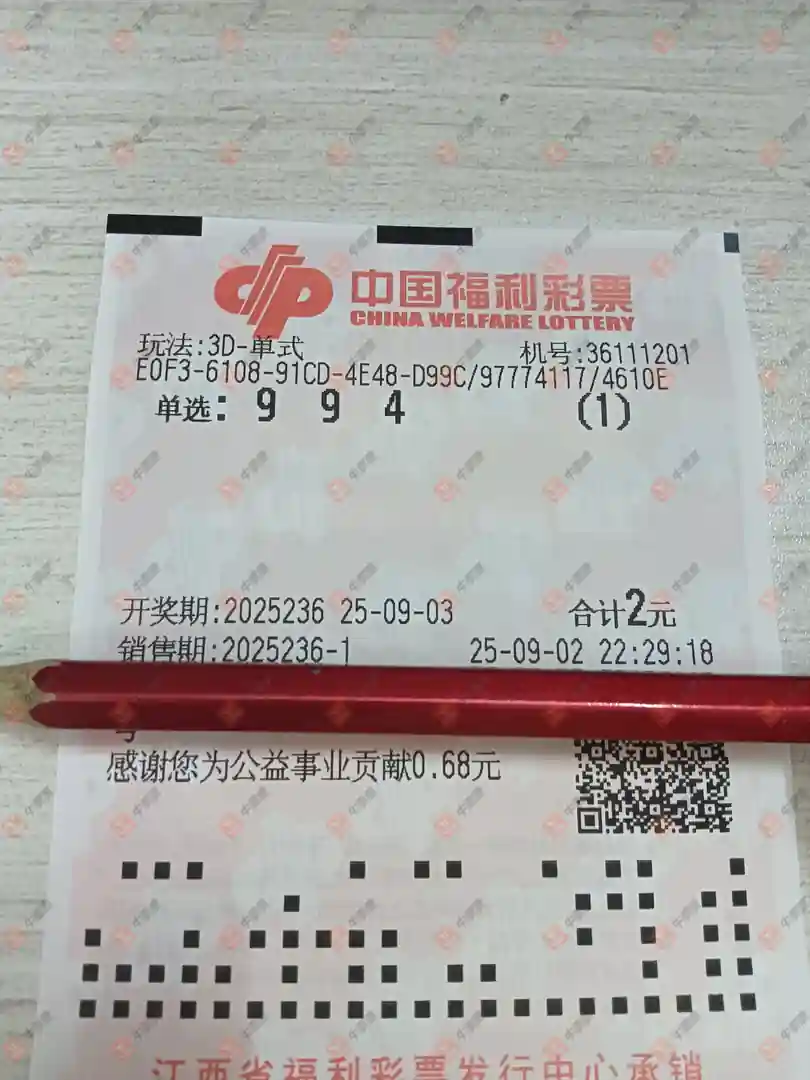 中国福利彩票
CHINA WELFARE LOTTERY
玩法:3D-单式 机号:36111201
E0F3-6108-91CD-4E48-D99C/97774117/4610E
单选: 9 9 4 (1)
开奖期:2025236 25-09-03 合计2元
销售期:2025236-1 25-09-02 22:29:18
感谢您为公益事业贡献0.68元
江西省福利彩票发行中心承销